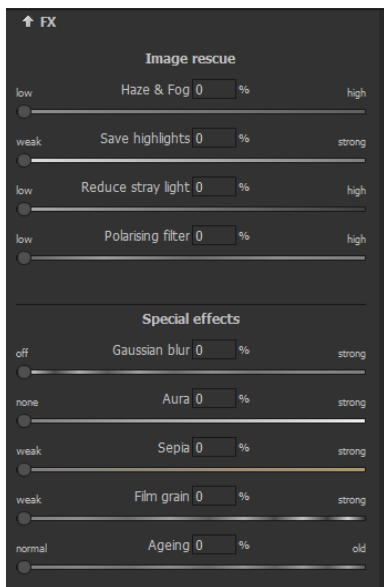 FX
Image rescue
low Haze & Fog 0 % high
weak Save highlights 0 % strong
low Reduce stray light 0 % high
low Polarising filter 0 % high
Special effects
off Gaussian blur 0 % strong
none Aura 0 % strong
weak Sepia 0 % strong
weak Film grain 0 % strong
normal Ageing 0 % old